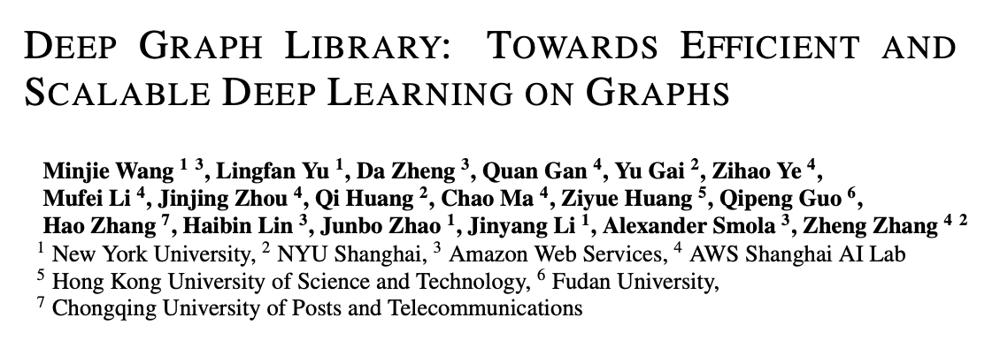 DEEP GRAPH LIBRARY: TOWARDS EFFICIENT AND
SCALABLE DEEP LEARNING ON GRAPHS
Minjie Wang ¹ ³, Lingfan Yu ¹, Da Zheng ³, Quan Gan ⁴, Yu Gai ², Zihao Ye ⁴,
Mufei Li ⁴, Jinjing Zhou ⁴, Qi Huang ², Chao Ma ⁴, Ziyue Huang ⁵, Qipeng Guo ⁶,
Hao Zhang ⁷, Haibin Lin ³, Junbo Zhao ¹, Jinyang Li ¹, Alexander Smola ³, Zheng Zhang ⁴ ²
¹ New York University, ² NYU Shanghai, ³ Amazon Web Services, ⁴ AWS Shanghai AI Lab
⁵ Hong Kong University of Science and Technology, ⁶ Fudan University,
⁷ Chongqing University of Posts and Telecommunications